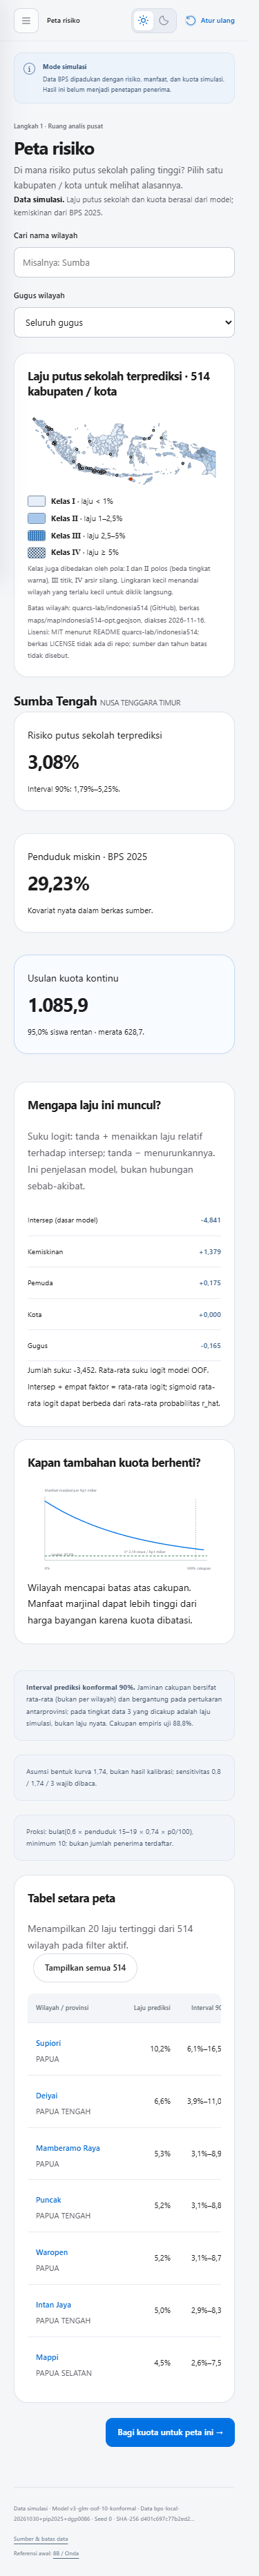 Peta risiko
Atur ulang
Mode simulasi
Data BPS dipadukan dengan risiko, manfaat, dan kuota simulasi.
Hasil ini belum menjadi penetapan penerima.
Langkah 1 · Ruang analis pusat
Peta risiko
Di mana risiko putus sekolah paling tinggi? Pilih satu
kabupaten / kota untuk melihat alasannya.
Data simulasi. Laju putus sekolah dan kuota berasal dari model;
kemiskinan dari BPS 2025.
Cari nama wilayah
Misalnya: Sumba
Gugus wilayah
Seluruh gugus
Laju putus sekolah terprediksi · 514
kabupaten / kota
Kelas I · laju < 1%
Kelas II · laju 1–2,5%
Kelas III · laju 2,5–5%
Kelas IV · laju ≥ 5%
Kelas juga dibedakan oleh pola: I dan II polos (beda tingkat
warna), III titik, IV arsir silang. Lingkaran kecil menandai
wilayah yang terlalu kecil untuk diklik langsung.
Batas wilayah: quarcs-lab/indonesia514 (GitHub), berkas
maps/mapIndonesia514-opt.geojson, diakses 2026-11-16.
Lisensi: MIT menurut README quarcs-lab/indonesia514;
berkas LICENSE tidak ada di repo; sumber dan tahun batas
tidak disebut.
Sumba Tengah NUSA TENGGARA TIMUR
Risiko putus sekolah terprediksi
3,08%
Interval 90%: 1,79%–5,25%.
Penduduk miskin · BPS 2025
29,23%
Kovariat nyata dalam berkas sumber.
Usulan kuota kontinu
1.085,9
95,0% siswa rentan · merata 628,7.
Mengapa laju ini muncul?
Suku logit: tanda + menaikkan laju relatif
terhadap intersep; tanda − menurunkannya.
Ini penjelasan model, bukan hubungan
sebab-akibat.
Intersep (dasar model) -4,841
Kemiskinan +1,379
Pemuda +0,175
Kota +0,000
Gugus -0,165
Jumlah suku: -3,452. Rata-rata suku logit model OOF.
Intersep + empat faktor = rata-rata logit; sigmoid rata-
rata logit dapat berbeda dari rata-rata probabilitas r_hat.
Kapan tambahan kuota berhenti?
0%
100% cakupan
Wilayah mencapai batas atas cakupan.
Manfaat marjinal dapat lebih tinggi dari
harga bayangan karena kuota dibatasi.
Interval prediksi konformal 90%. Jaminan cakupan bersifat
rata-rata (bukan per wilayah) dan bergantung pada pertukaran
antarprovinsi; pada tingkat data 3 yang dicakup adalah laju
simulasi, bukan laju nyata. Cakupan empiris uji 88,8%.
Asumsi bentuk kurva 1,74, bukan hasil kalibrasi; sensitivitas 0,8
/ 1,74 / 3 wajib dibaca.
Proksi: bulat(0,6 × penduduk 15–19 × 0,74 × p0/100),
minimum 10; bukan jumlah penerima terdaftar.
Tabel setara peta
Menampilkan 20 laju tertinggi dari 514
wilayah pada filter aktif.
Tampilkan semua 514
Wilayah / provinsi Laju prediksi Interval 90
Supiori
PAPUA
10,2% 6,1%–16,5
Deiyai
PAPUA TENGAH
6,6% 3,9%–11,0
Mamberamo Raya
PAPUA
5,3% 3,1%–8,9
Puncak
PAPUA TENGAH
5,2% 3,1%–8,8
Waropen
PAPUA
5,2% 3,1%–8,7
Intan Jaya
PAPUA TENGAH
5,0% 2,9%–8,3
Mappi
PAPUA SELATAN
4,5% 2,6%–7,5
Bagi kuota untuk peta ini →
Data simulasi · Model v3-glm-oof-10-konformal · Data bps-local-
Sumber & batas data
Referensi awal: BB / Onda